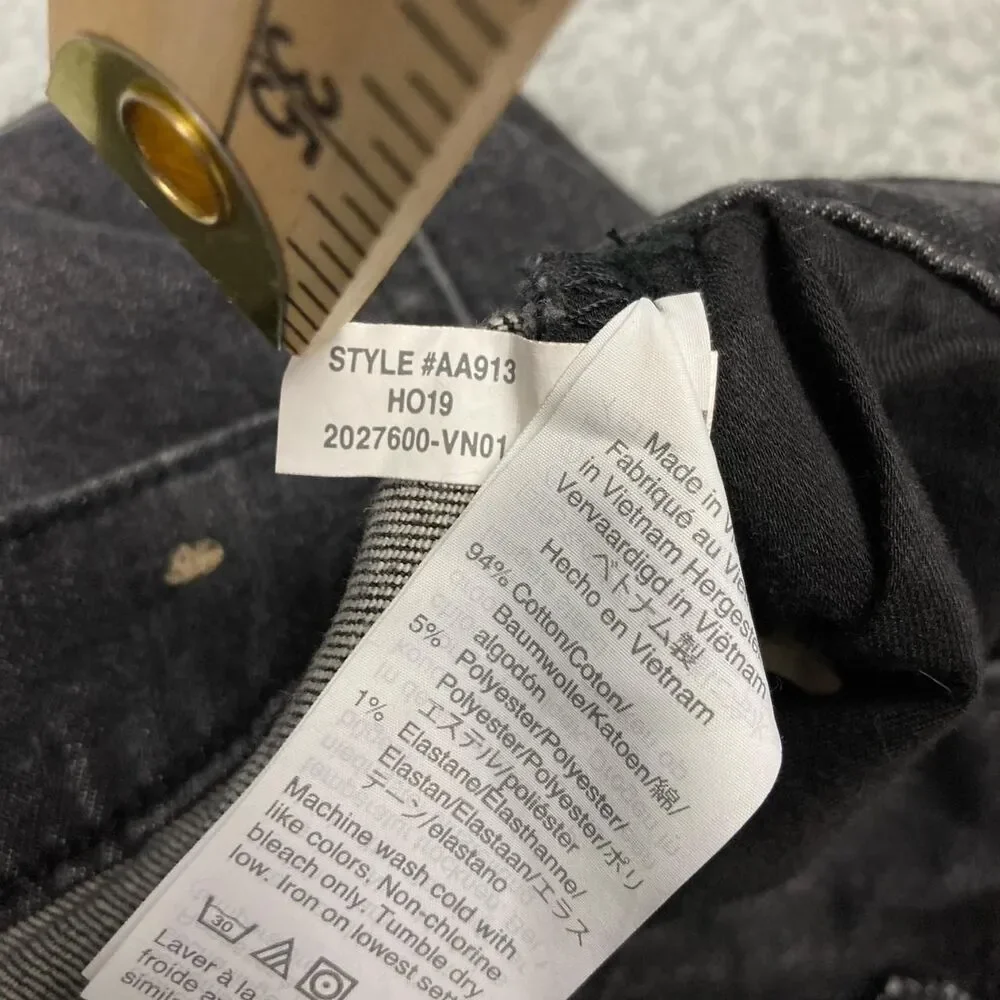 35
STYLE #AA913
HO19
2027600-VN01
Made in
Fabriqué au
in Vietnam Hergeste
Vervaardigd in Viëtnam
ベトナム製
Hecho en Vietnam
94% Cotton/Coton/
Baumwolle/Katoen/綿/
algodón
5% Polyester/Polyester/
Polyester/Polyester/ポリ
エステル/poliéster
1% Elastane/Elasthanne/
Elastan/Elastaan/エラス
テーン/elastano
Machine wash cold with
like colors. Non-chlorine
bleach only. Tumble dry
low. Iron on lowest
30
Laver à la
froide